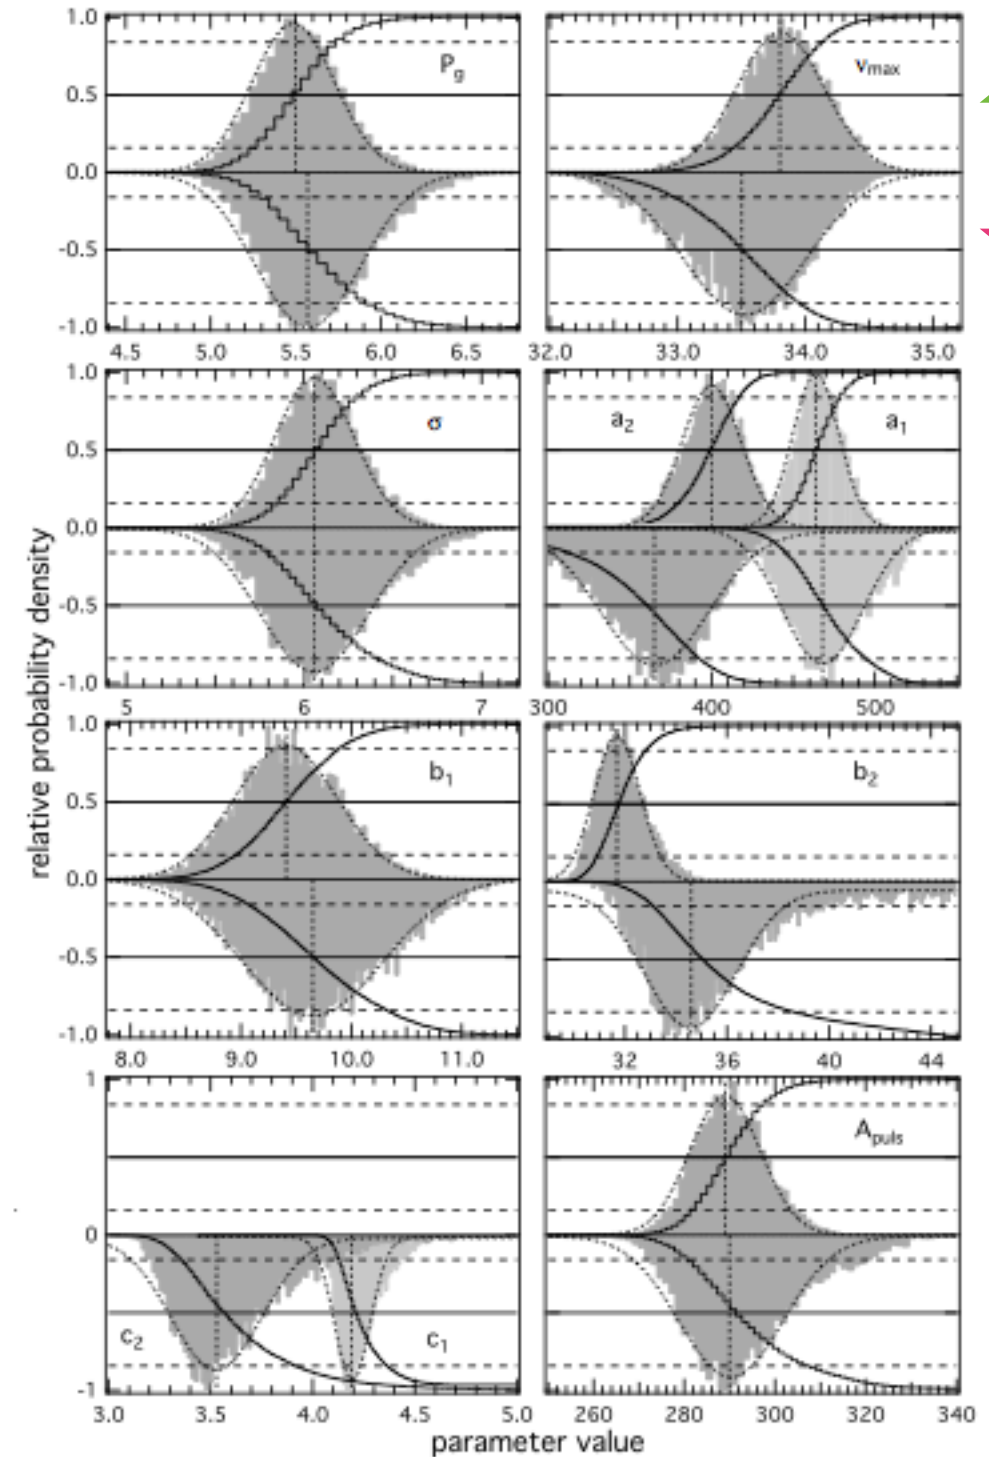 1.0
0.5
0.0
-0.5
-1.0
P_g
4.5 5.0 5.5 6.0 6.5
ν_max
32.0 33.0 34.0 35.0
1.0
0.5
0.0
-0.5
-1.0
σ
5 6 7
a_2 a_1
300 400 500
relative probability density
1.0
0.5
0.0
-0.5
-1.0
b_1
8.0 9.0 10.0 11.0
b_2
32 36 40 44
1
0
-1
c_2 c_1
3.0 3.5 4.0 4.5 5.0
A_puls
260 280 300 320 340
parameter value